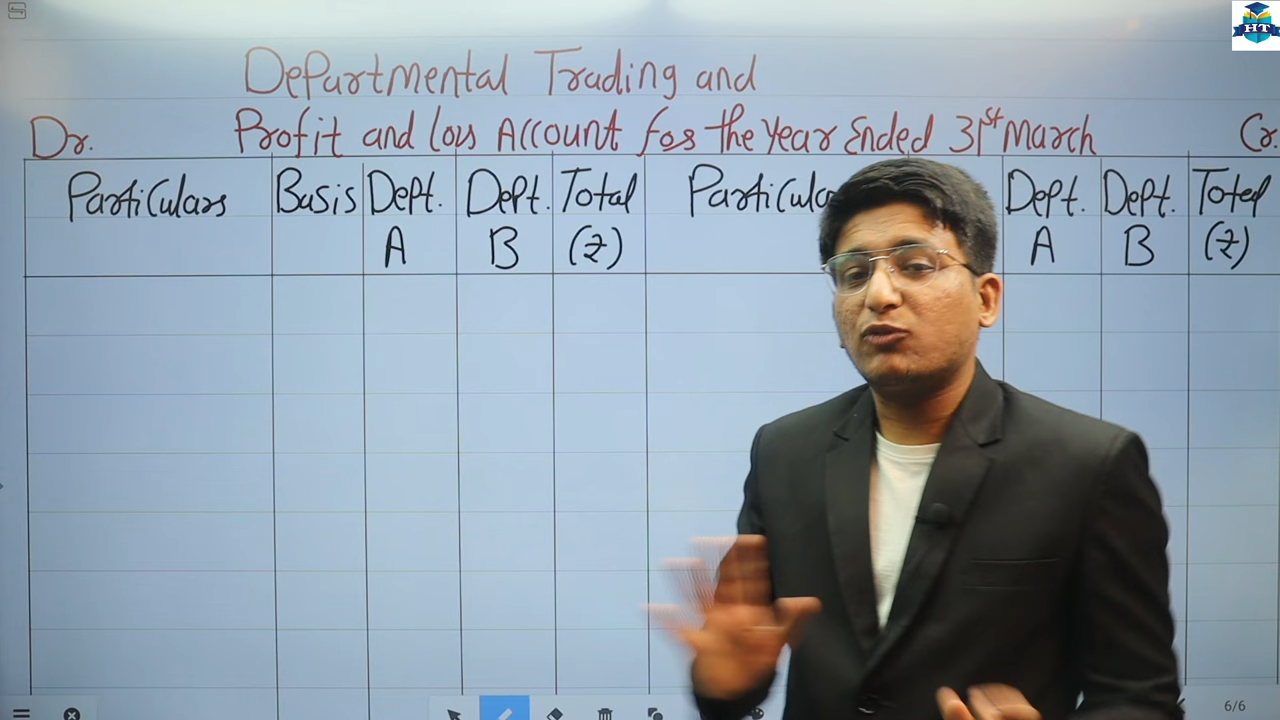 HT
Departmental Trading and
Dr. Profit and loss Account for the Year Ended 31st March Cr.
Particulars Basis Dept. A Dept. B Total (₹) Dept. A Dept. B Total (₹)
6/6